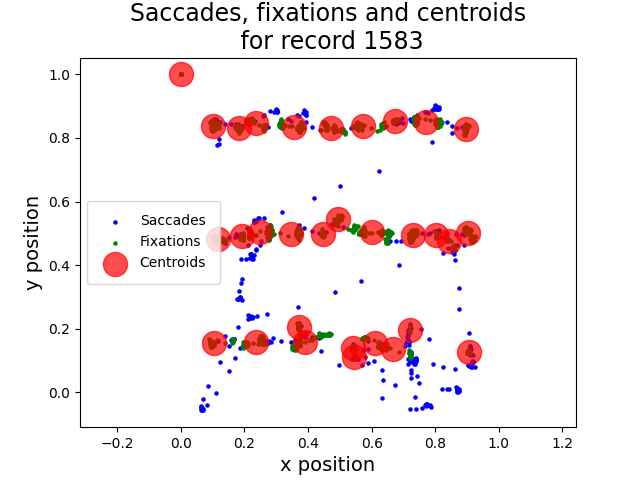 Saccades, fixations and centroids
for record 1583
1.0
0.8
0.6
0.4
0.2
0.0
y position
Saccades
Fixations
Centroids
−0.2
0.0
0.2
0.4
0.6
0.8
1.0
1.2
x position